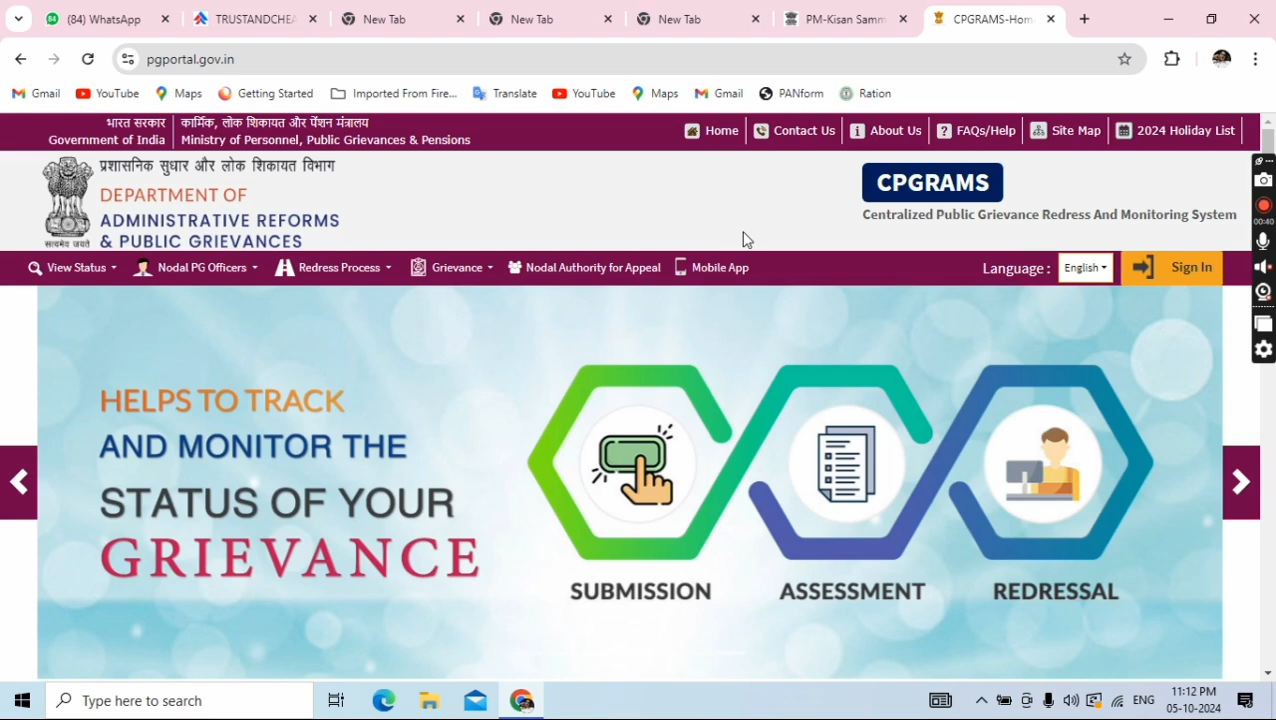 (84) WhatsApp
TRUSTANDCHEA
New Tab
New Tab
New Tab
PM-Kisan Samm
CPGRAMS-Hom
pgportal.gov.in
Gmail YouTube Maps Getting Started Imported From Fire... Translate YouTube Maps Gmail PANform Ration
भारत सरकार
Government of India
कार्मिक, लोक शिकायत और पेंशन मंत्रालय
Ministry of Personnel, Public Grievances & Pensions
Home Contact Us About Us FAQs/Help Site Map 2024 Holiday List
प्रशासनिक सुधार और लोक शिकायत विभाग
DEPARTMENT OF
ADMINISTRATIVE REFORMS
& PUBLIC GRIEVANCES
सत्यमेव जयते
CPGRAMS
Centralized Public Grievance Redress And Monitoring System
View Status Nodal PG Officers Redress Process Grievance Nodal Authority for Appeal Mobile App Language : English Sign In
HELPS TO TRACK
AND MONITOR THE
STATUS OF YOUR
GRIEVANCE
SUBMISSION ASSESSMENT REDRESSAL
00:40
Type here to search
ENG
11:12 PM
05-10-2024